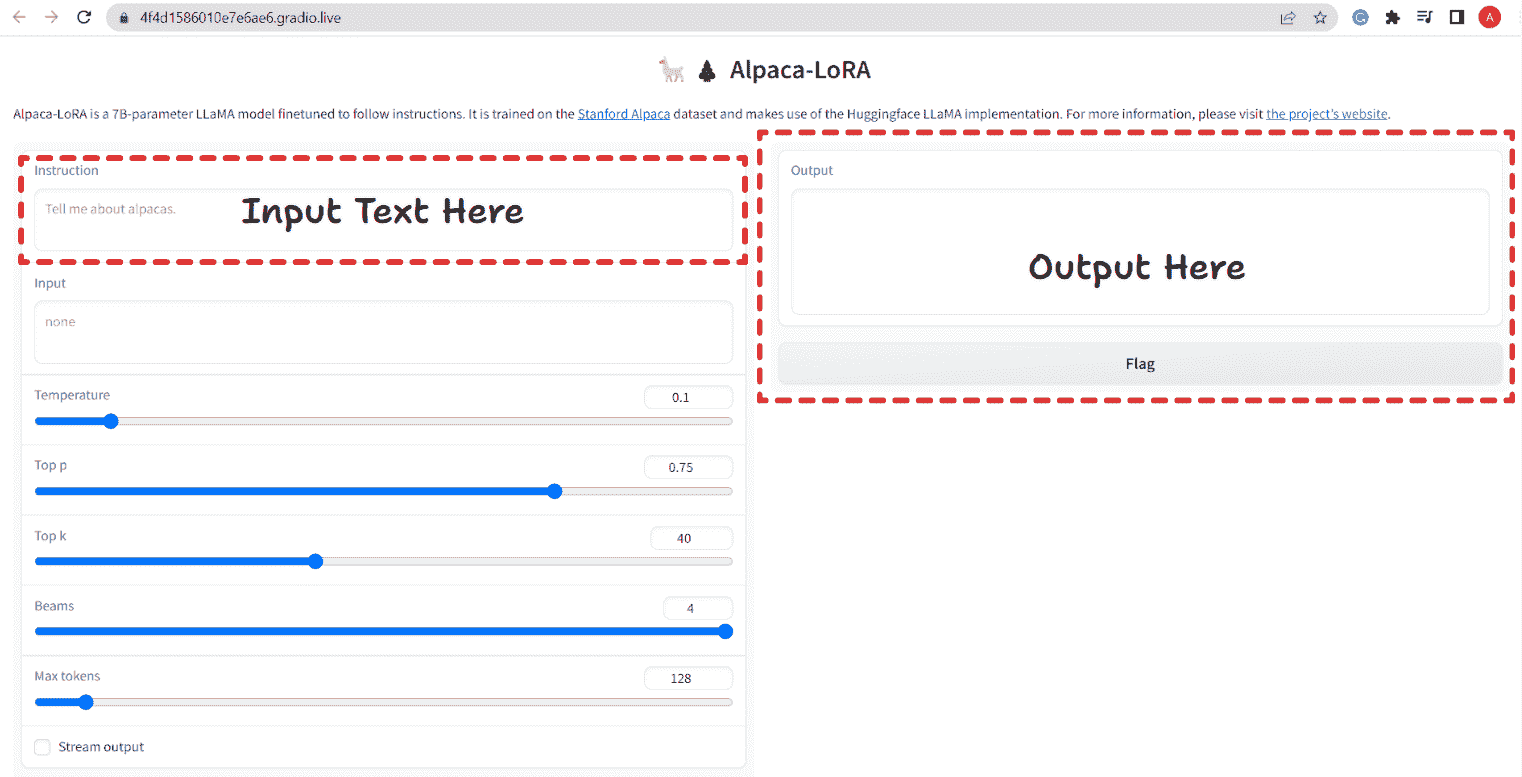 4f4d1586010e7e6ae6.gradio.live
A
Alpaca-LoRA
Alpaca-LoRA is a 7B-parameter LLaMA model finetuned to follow instructions. It is trained on the Stanford Alpaca dataset and makes use of the Huggingface LLaMA implementation. For more information, please visit the project's website.
Instruction
Tell me about alpacas.
Input Text Here
Input
none
Temperature
0.1
Top p
0.75
Top k
40
Beams
4
Max tokens
128
Stream output
Output
Output Here
Flag